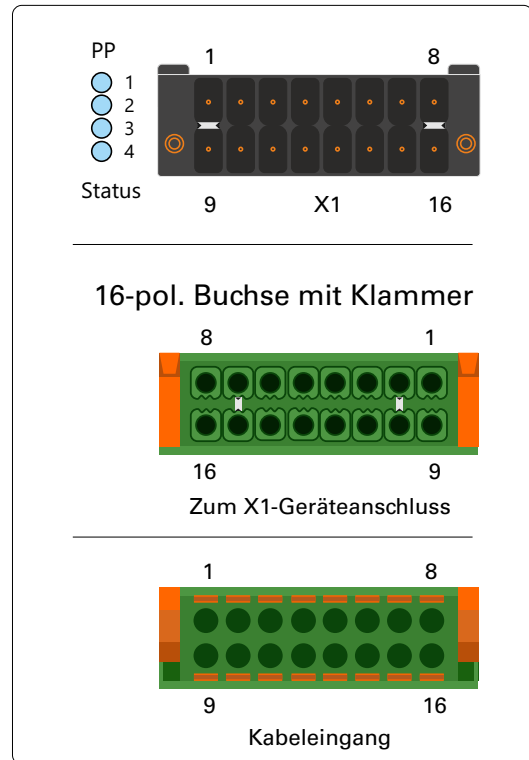 PP
1 8
1
2
3
4
Status
9 X1 16
16-pol. Buchse mit Klammer
8 1
16 9
Zum X1-Geräteanschluss
1 8
9 16
Kabeleingang